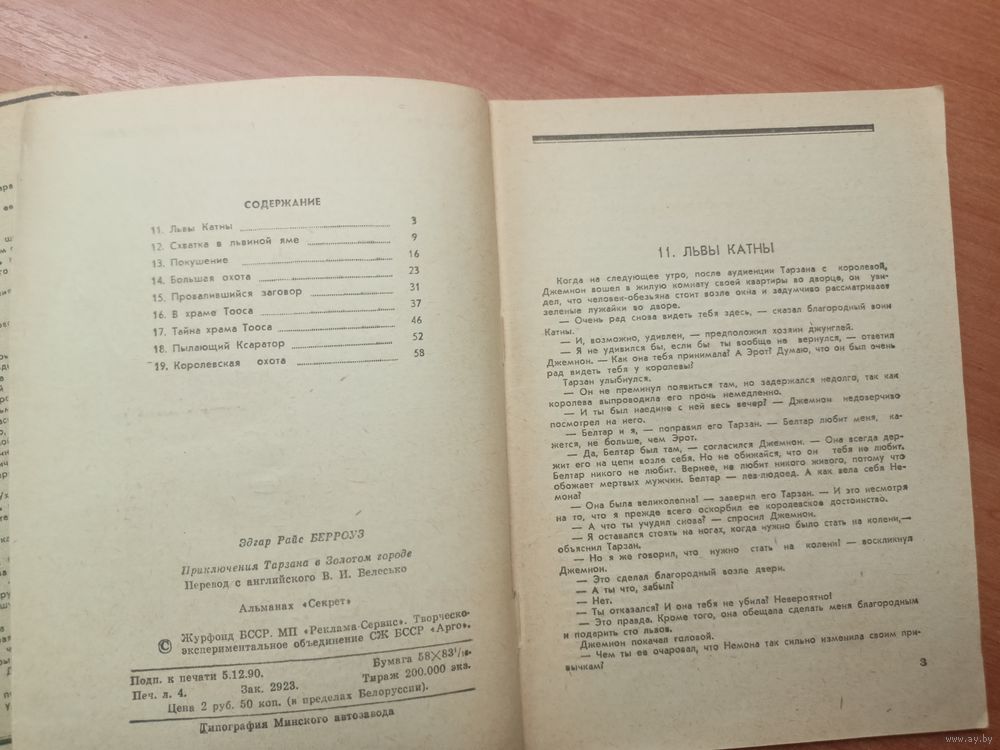 СОДЕРЖАНИЕ
11. Львы Катны 3
12. Схватка в львиной яме 9
13. Покушение 16
14. Большая охота 23
15. Провалившийся заговор 31
16. В храме Тооса 37
17. Тайна храма Тооса 46
18. Пылающий Ксаратор 52
19. Королевская охота 58
Эдгар Райс БЕРРОУЗ
Приключения Тарзана в Золотом городе
Перевод с английского В. И. Велесько
Альманах «Секрет»
© Журфонд БССР. МП «Реклама-Сервис». Творческо-
экспериментальное объединение СЖ БССР «Арго».
Подп. к печати 5.12.90. Бумага 58×83¹/₁₆.
Печ. л. 4. Зак. 2923. Тираж 200.000 экз.
Цена 2 руб. 50 коп. (в пределах Белоруссии).
Типография Минского автозавода
11. ЛЬВЫ КАТНЫ
Когда на следующее утро, после аудиенции Тарзана с королевой,
Джемнон вошел в жилую комнату своей квартиры во дворце, он уви-
дел, что человек-обезьяна стоит возле окна и задумчиво рассматривает
зеленые лужайки во дворе.
— Очень рад снова видеть тебя здесь, — сказал благородный воин
Катны.
— И, возможно, удивлен, — предположил хозяин джунглей.
— Я не удивился бы, если бы ты вообще не вернулся, — ответил
Джемнон. — Как она тебя принимала? А Эрот? Думаю, что он был очень
рад видеть тебя у королевы?
Тарзан улыбнулся.
— Он не преминул появиться там, но задержался недолго, так как
королева выпроводила его прочь немедленно.
— И ты был наедине с ней весь вечер? — Джемнон недоверчиво
посмотрел на него.
— Белтар и я, — поправил его Тарзан. — Белтар любит меня, ка-
жется, не больше, чем Эрот.
— Да, Белтар был там, — согласился Джемнон. — Она всегда дер-
жит его на цепи возле себя. Но не обижайся, что он тебя не любит.
Белтар никого не любит. Вернее, не любит никого живого, потому что
обожает мертвых мужчин. Белтар — лев-людоед. А как вела себя Не-
мона?
— Она была великолепна! — заверил его Тарзан. — И это несмотря
на то, что я прежде всего оскорбил ее королевское достоинство.
— А что ты учудил снова? — спросил Джемнон.
— Я оставался стоять на ногах, когда нужно было стать на колени,—
объяснил Тарзан.
— Но я же говорил, что нужно стать на колени! — воскликнул
Джемнон.
— Это сделал благородный возле двери.
— А ты что, забыл?
— Нет.
— Ты отказался? И она тебя не убила? Невероятно!
— Это правда. Кроме того, она обещала сделать меня благородным
и подарить сто львов.
Джемнон покачал головой.
— Чем ты ее очаровал, что Немона так сильно изменила своим при-
вычкам?
3
www.ay.by